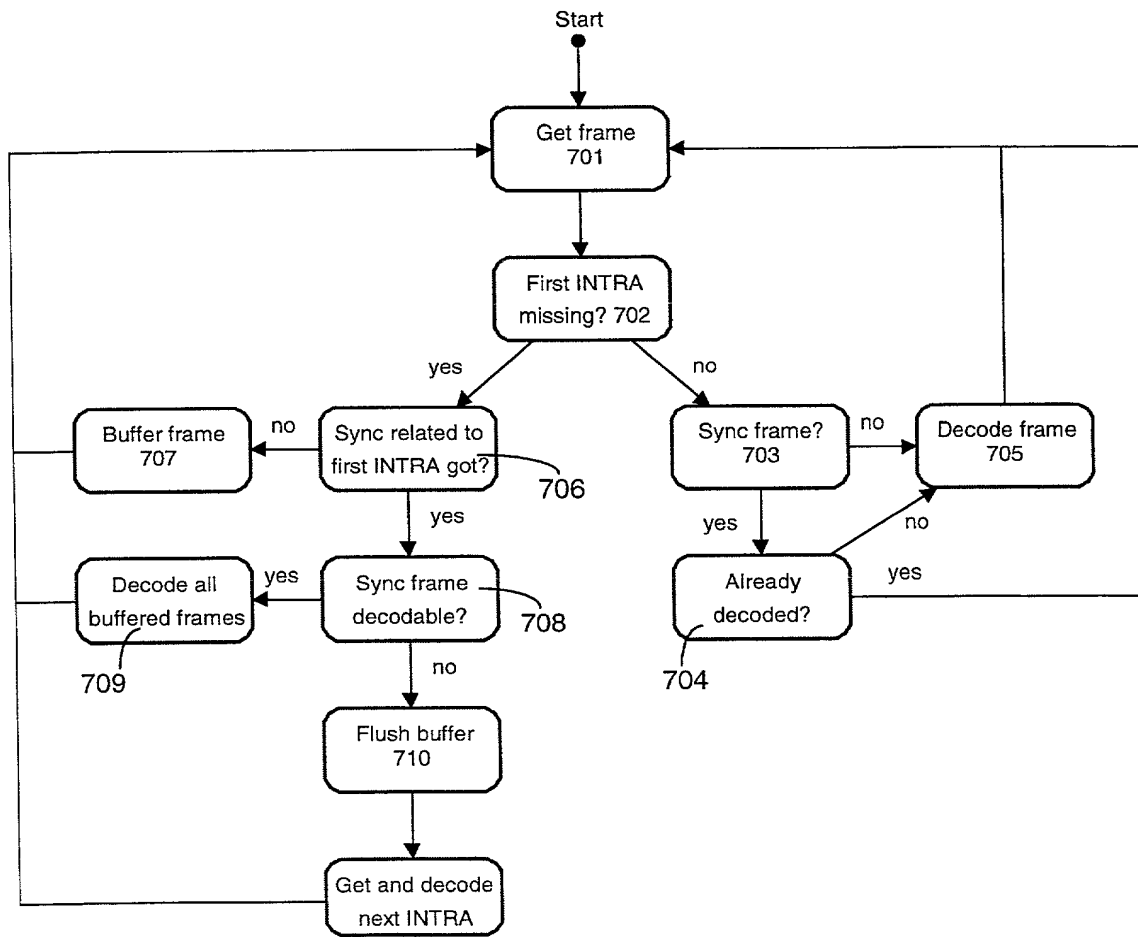 Start
Get frame
701
First INTRA
missing? 702
yes
no
Buffer frame
707
no
Sync related to
first INTRA got?
706
Sync frame?
703
no
Decode frame
705
yes
yes
no
Decode all
buffered frames
709
yes
Sync frame
decodable?
708
Already
decoded?
704
yes
no
Flush buffer
710
Get and decode
next INTRA